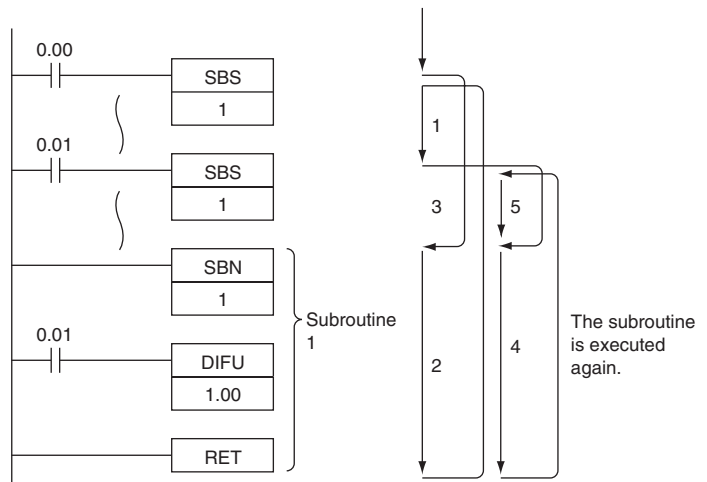 0.00
SBS
1
0.01
SBS
1
SBN
1
Subroutine
1
0.01
DIFU
1.00
RET
1
3
5
2
4
The subroutine
is executed
again.